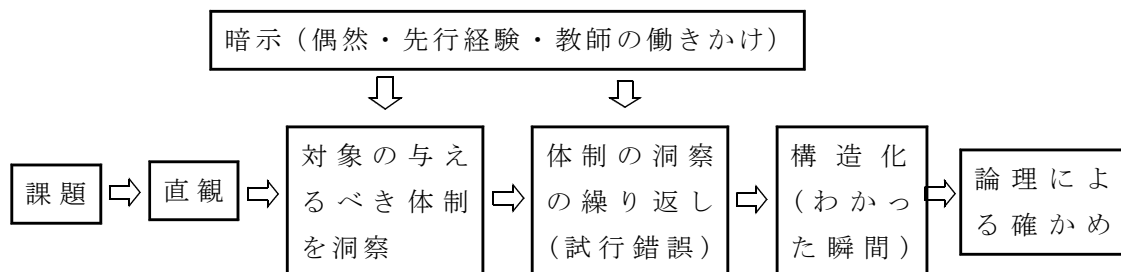 暗示(偶然・先行経験・教師の働きかけ)
課題
直観
対象の与え
るべき体制
を洞察
体制の洞察
の繰り返し
(試行錯誤)
構造化
(わかっ
た瞬間)
論理によ
る確かめ